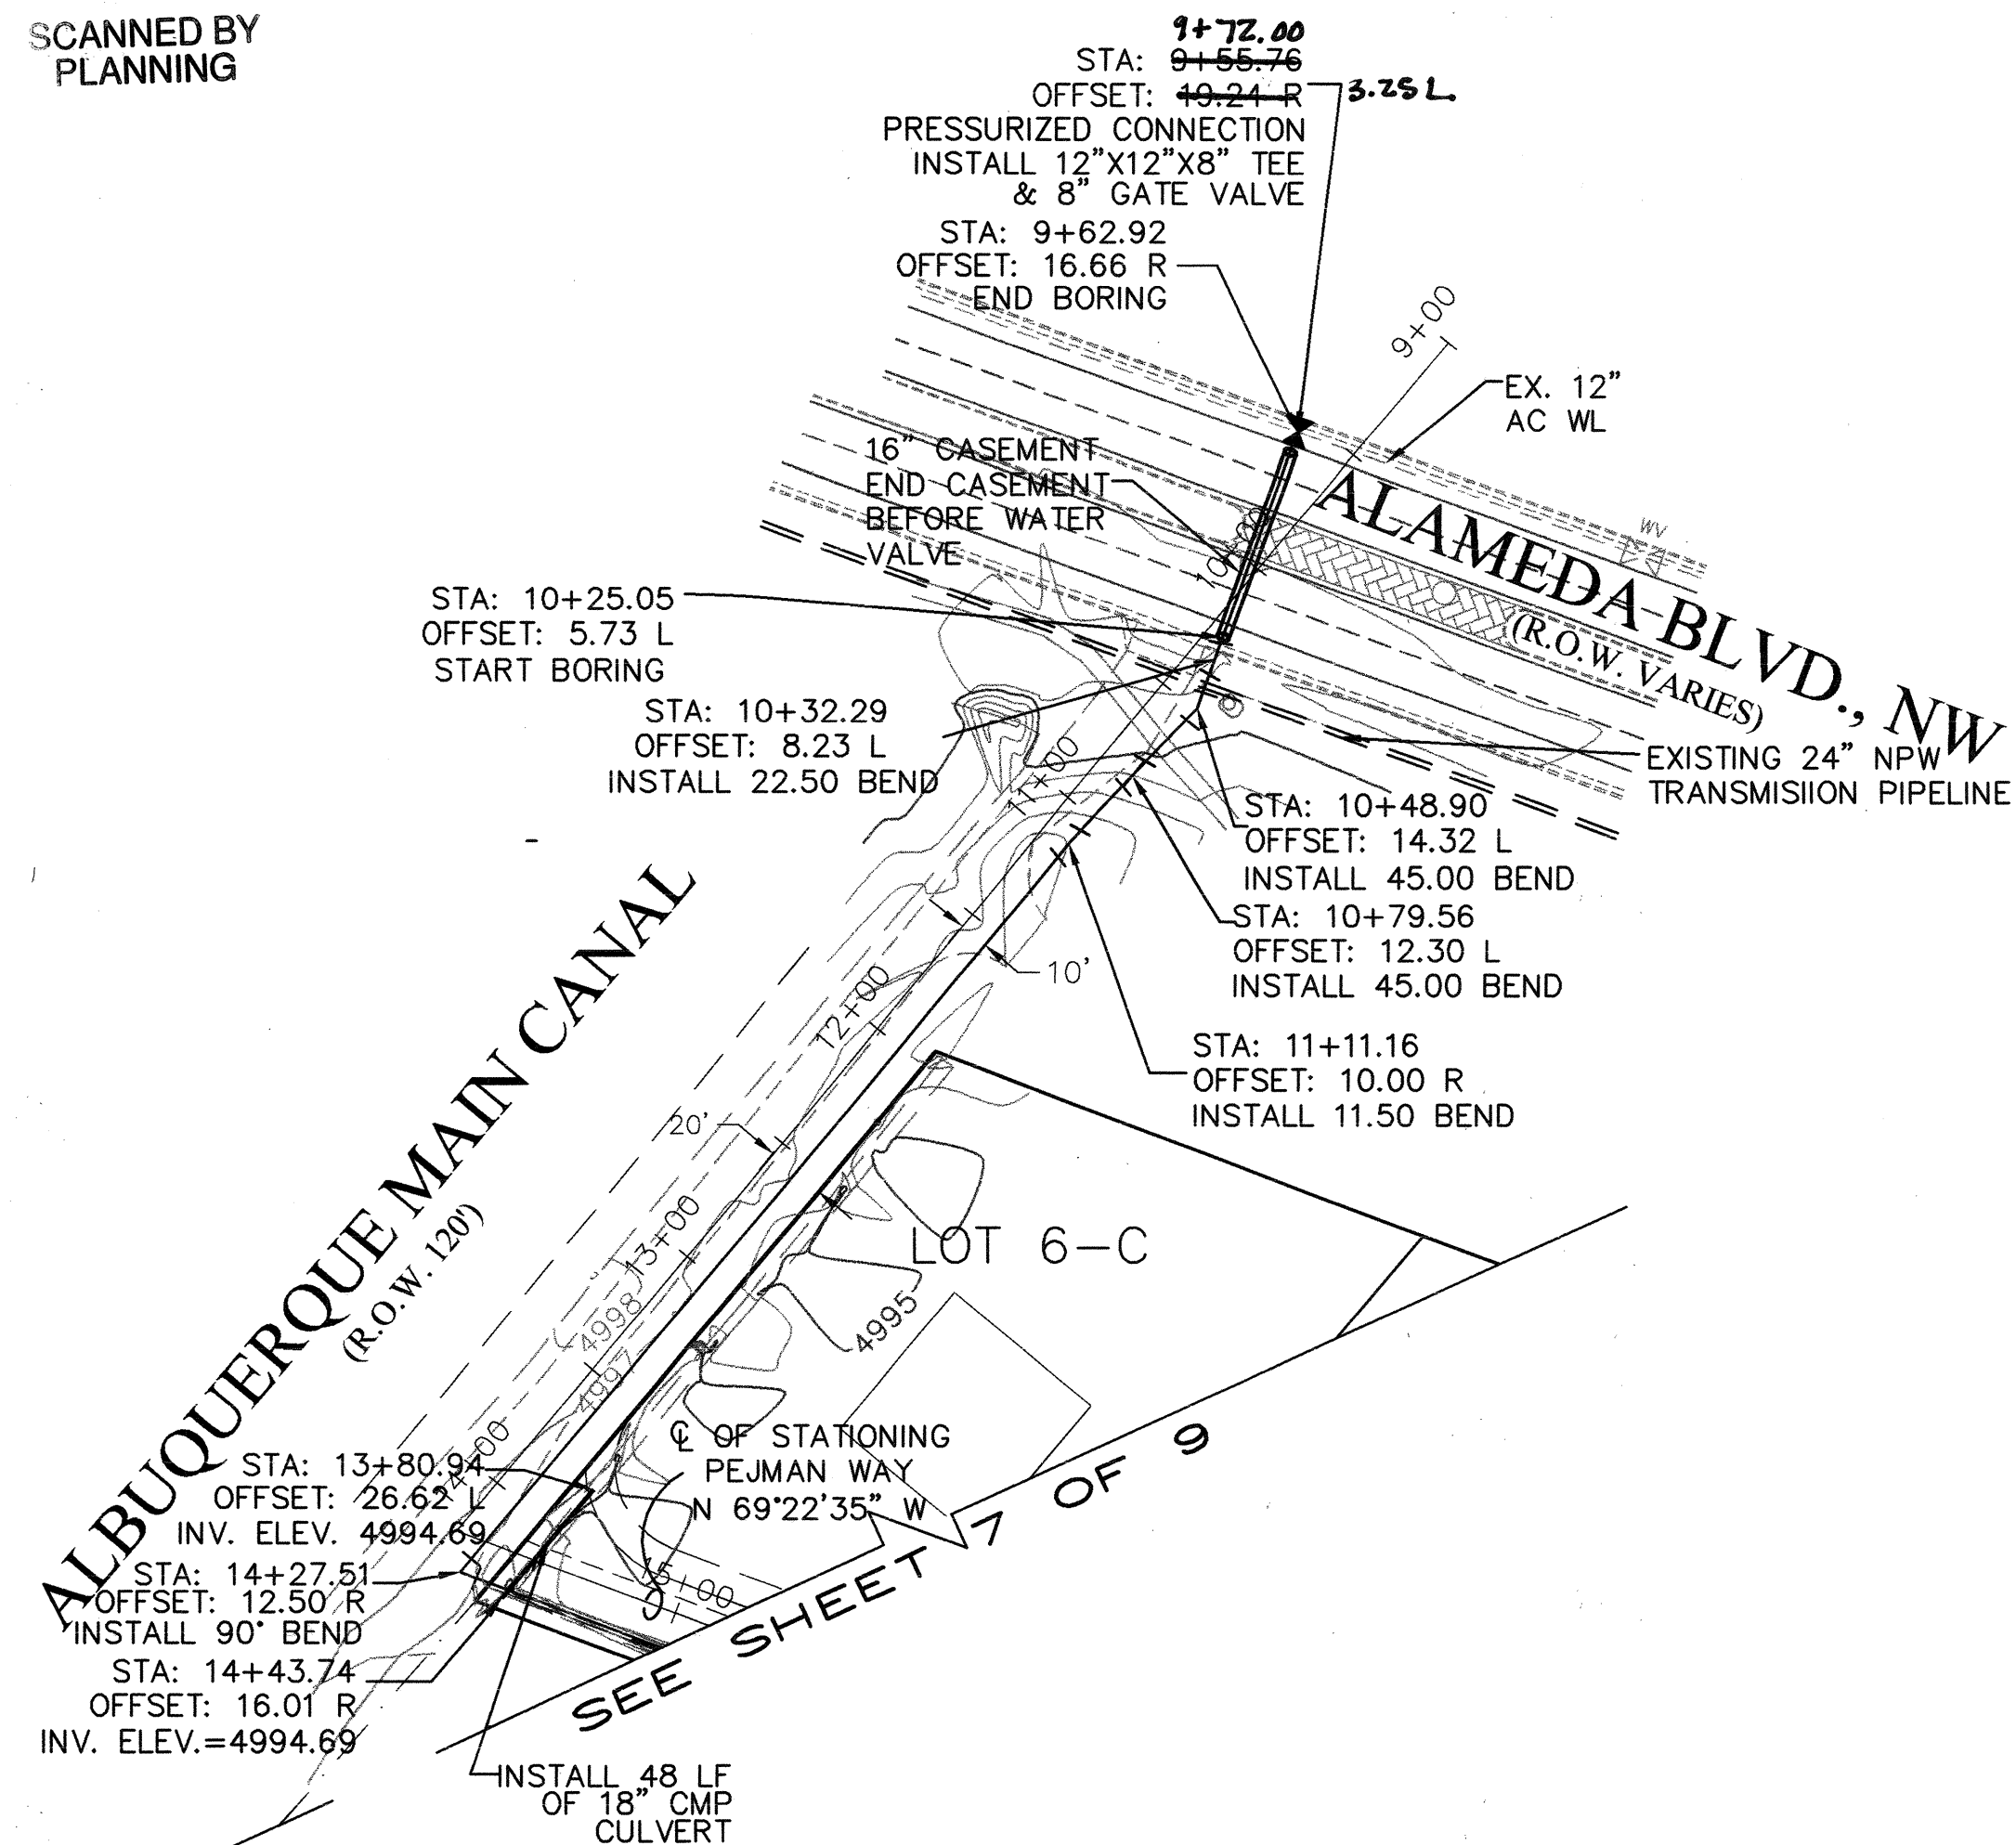 SCANNED BY
PLANNING
9+72.00
STA: 9+55.76
OFFSET: 19.24 R
3.25 L
PRESSURIZED CONNECTION
INSTALL 12"X12"X8" TEE
& 8" GATE VALVE
STA: 9+62.92
OFFSET: 16.66 R
END BORING
9+00
EX. 12"
AC WL
16" CASEMENT
END CASEMENT
BEFORE WATER
VALVE
10+00
WV
ALAMEDA BLVD., NW
(R.O.W. VARIES)
STA: 10+25.05
OFFSET: 5.73 L
START BORING
STA: 10+32.29
OFFSET: 8.23 L
INSTALL 22.50 BEND
11+00
EXISTING 24" NPW
TRANSMISIION PIPELINE
STA: 10+48.90
OFFSET: 14.32 L
INSTALL 45.00 BEND
STA: 10+79.56
OFFSET: 12.30 L
INSTALL 45.00 BEND
10'
12+00
STA: 11+11.16
OFFSET: 10.00 R
INSTALL 11.50 BEND
20'
ALBUQUERQUE MAIN CANAL
(R.O.W. 120')
13+00
LOT 6-C
4998
4997
4995
℄ OF STATIONING
PEJMAN WAY
N 69°22'35" W
14+00
STA: 13+80.94
OFFSET: 26.62 L
INV. ELEV. 4994.69
STA: 14+27.51
OFFSET: 12.50 R
INSTALL 90° BEND
15+00
STA: 14+43.74
OFFSET: 16.01 R
INV. ELEV.=4994.69
SEE SHEET 7 OF 9
INSTALL 48 LF
OF 18" CMP
CULVERT